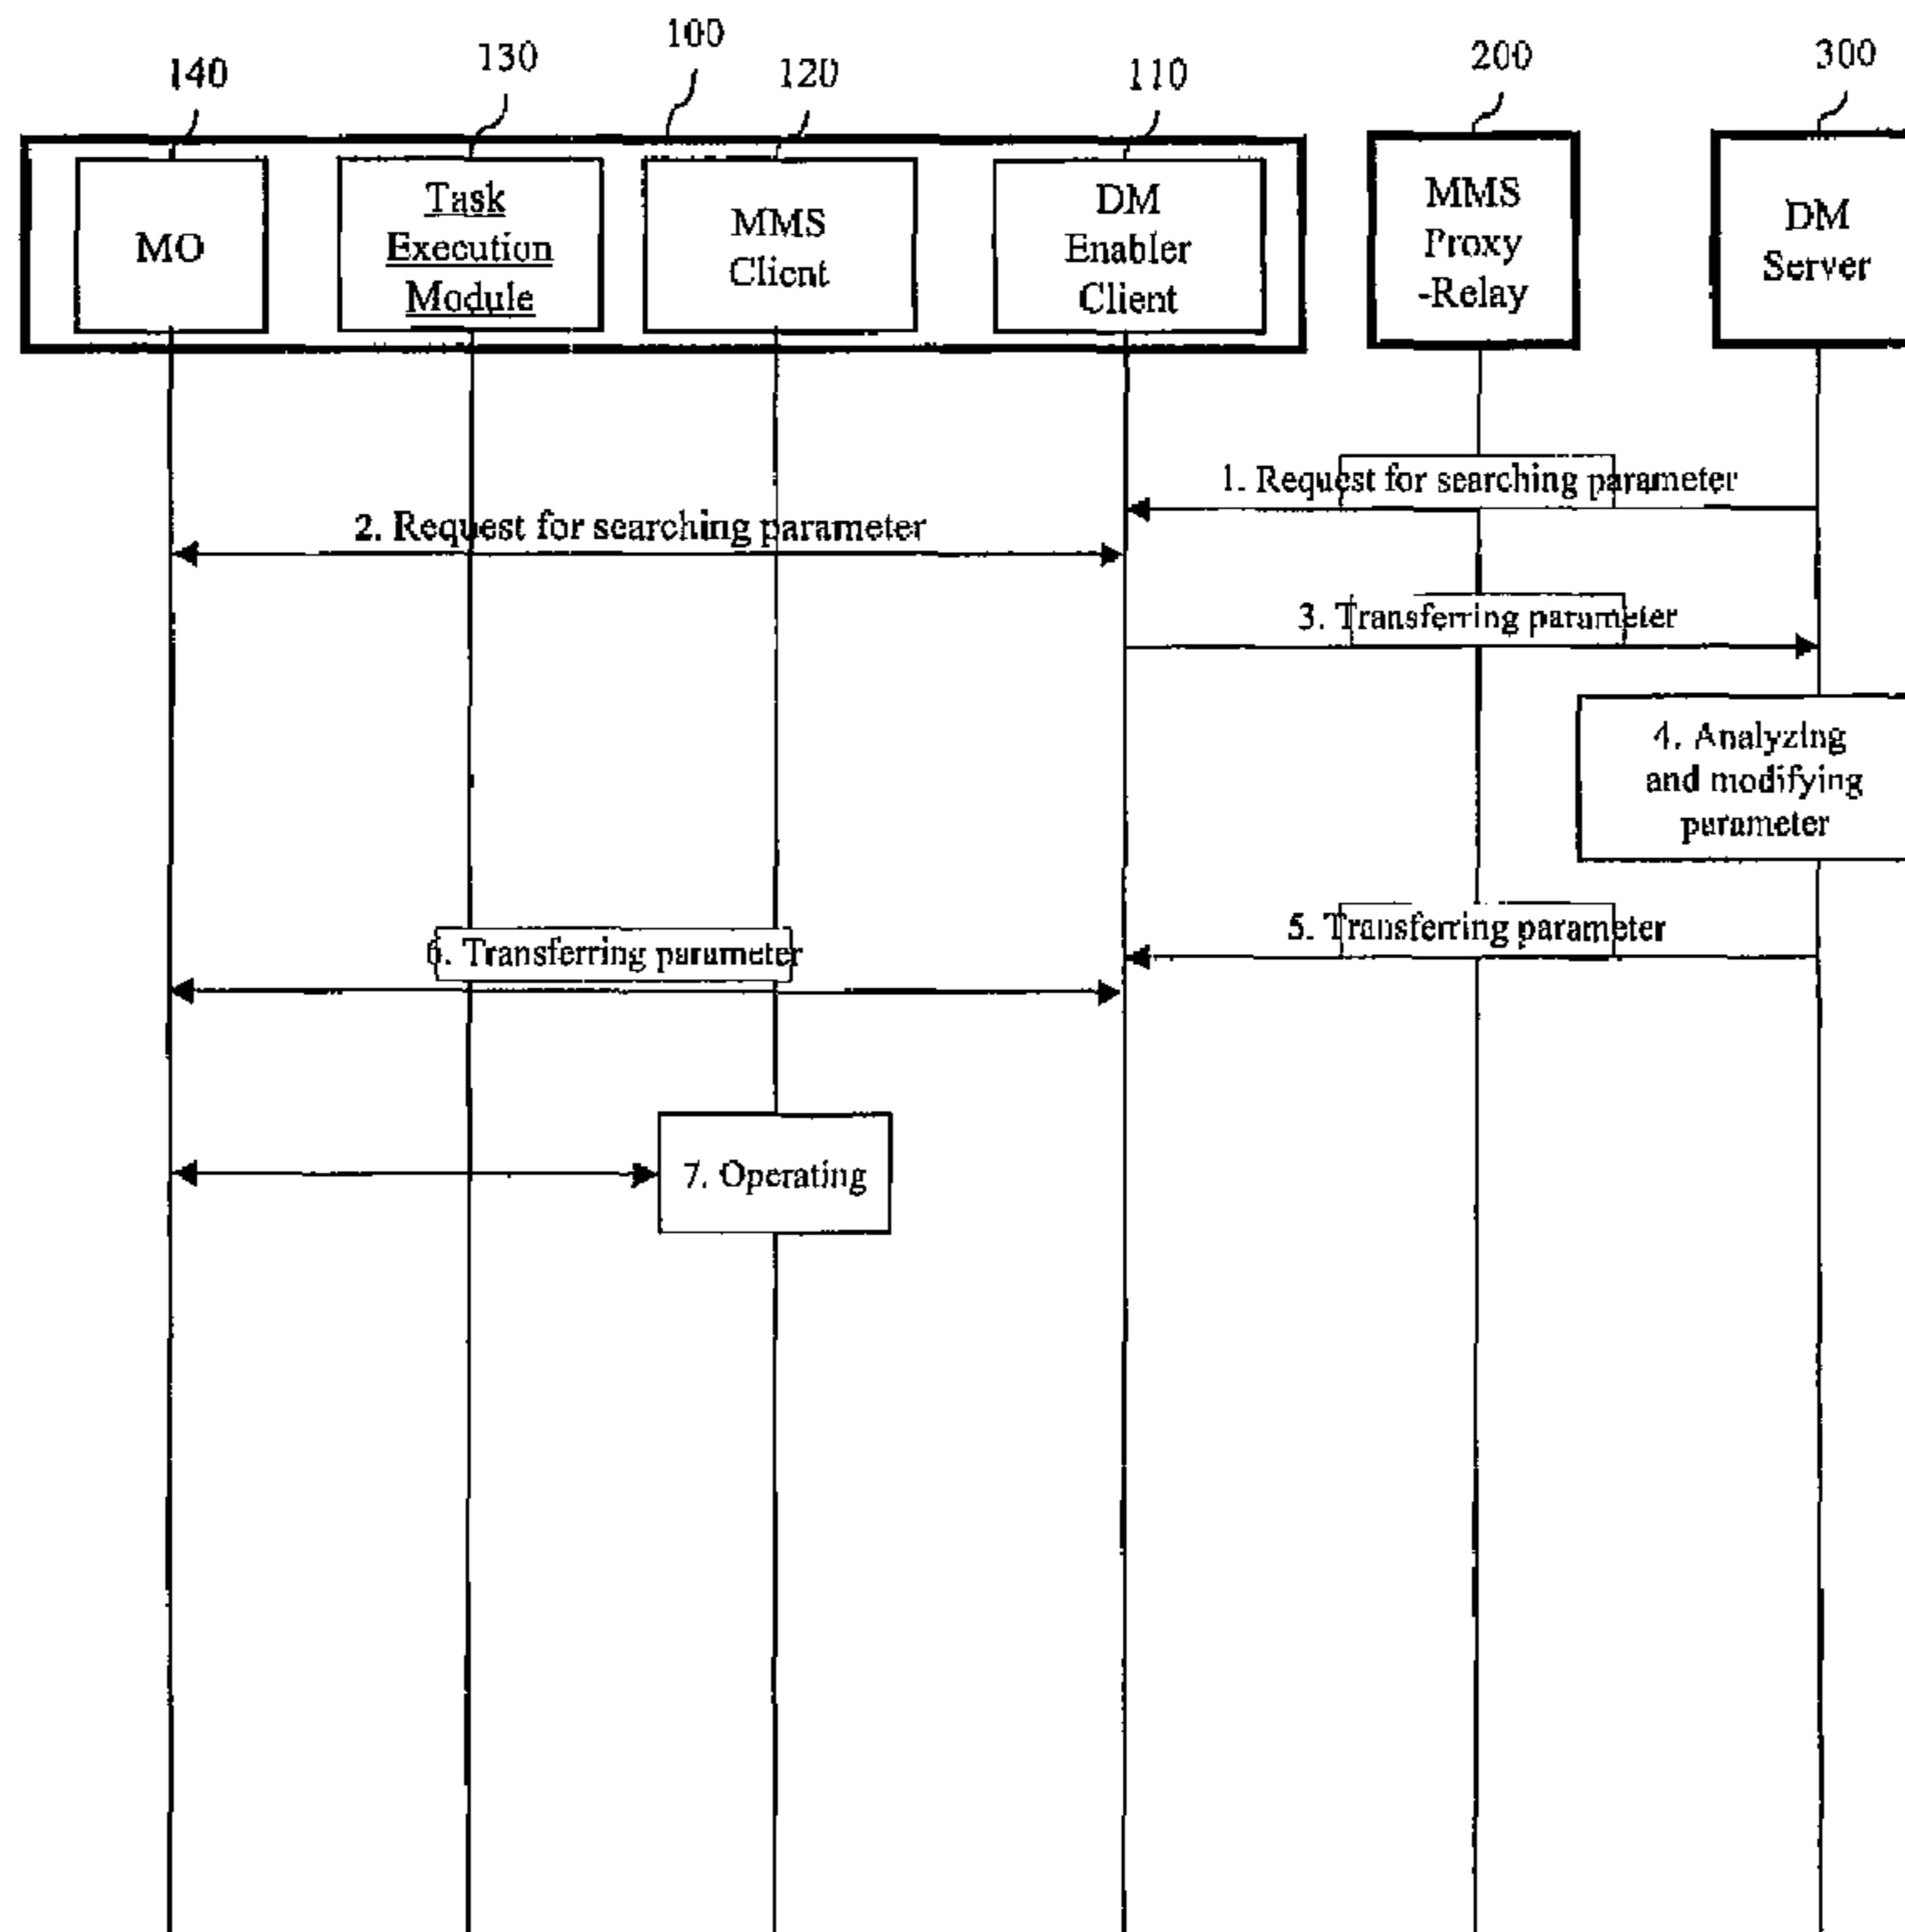 140
130
100
120
110
200
300
MO
Task
Execution
Module
MMS
Client
DM
Enabler
Client
MMS
Proxy
-Relay
DM
Server
1. Request for searching parameter
2. Request for searching parameter
3. Transferring parameter
4. Analyzing
and modifying
parameter
5. Transferring parameter
6. Transferring parameter
7. Operating